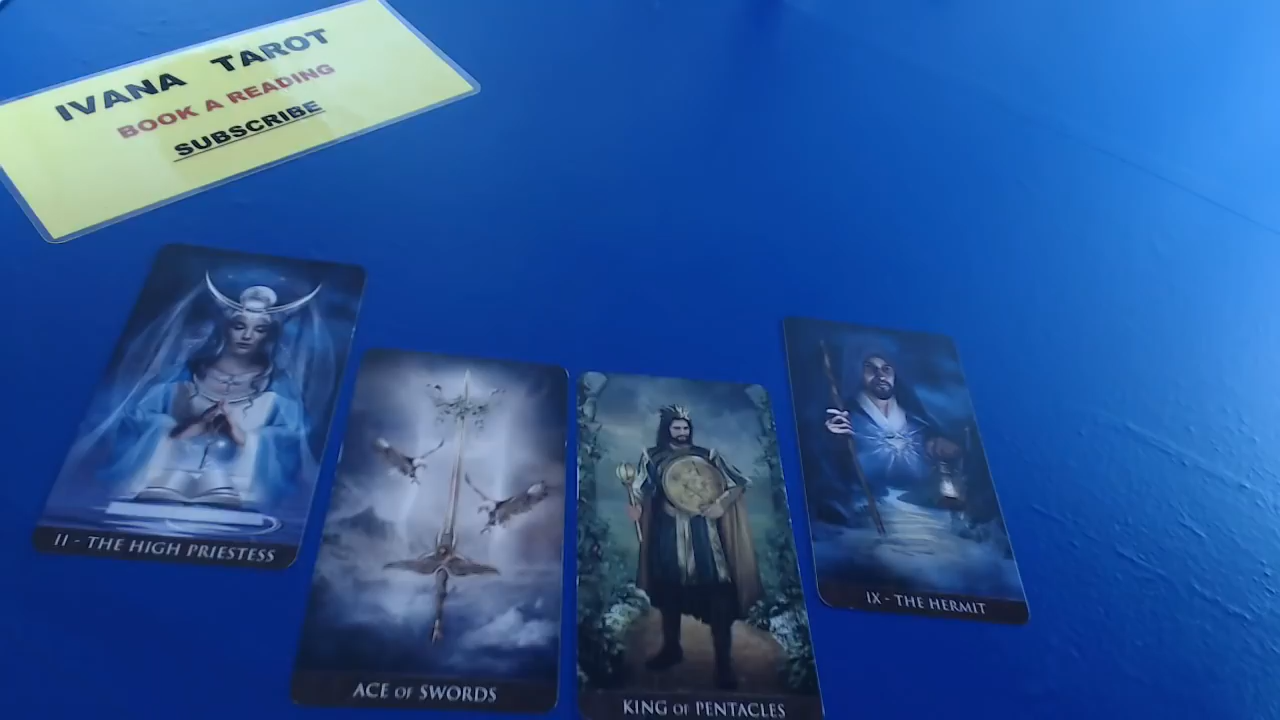 IVANA TAROT
BOOK A READING
SUBSCRIBE
II - THE HIGH PRIESTESS
ACE OF SWORDS
KING OF PENTACLES
IX - THE HERMIT